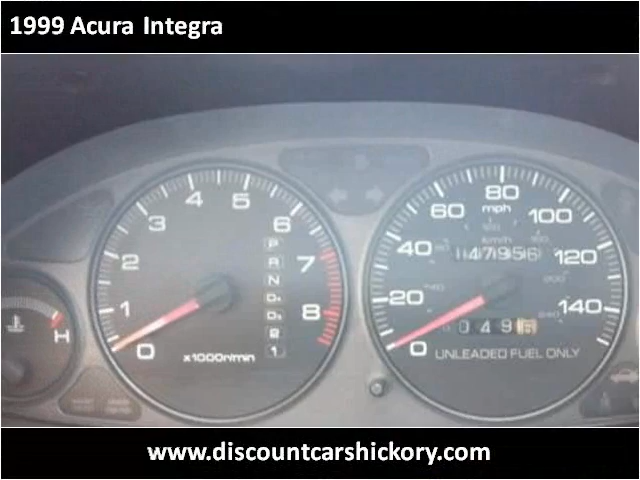 1999 Acura Integra
0 1 2 3 4 5 6 7 8
x1000r/min
P
R
N
D4
D3
2
1
H
0 20 40 60 80 100 120 140
mph
km/h
147956
UNLEADED FUEL ONLY
www.discountcarshickory.com